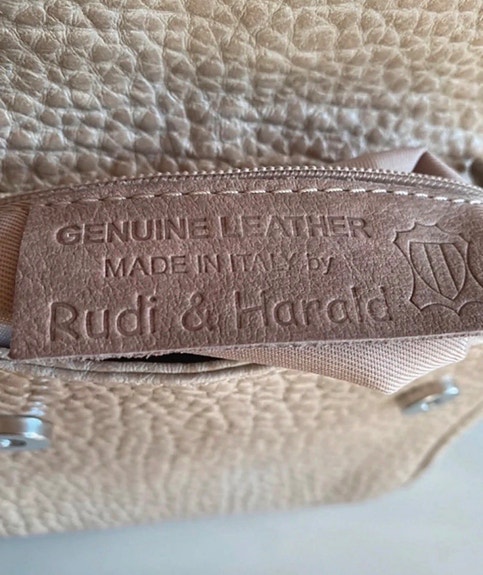 GENUINE LEATHER
MADE IN ITALY by
Rudi & Harald